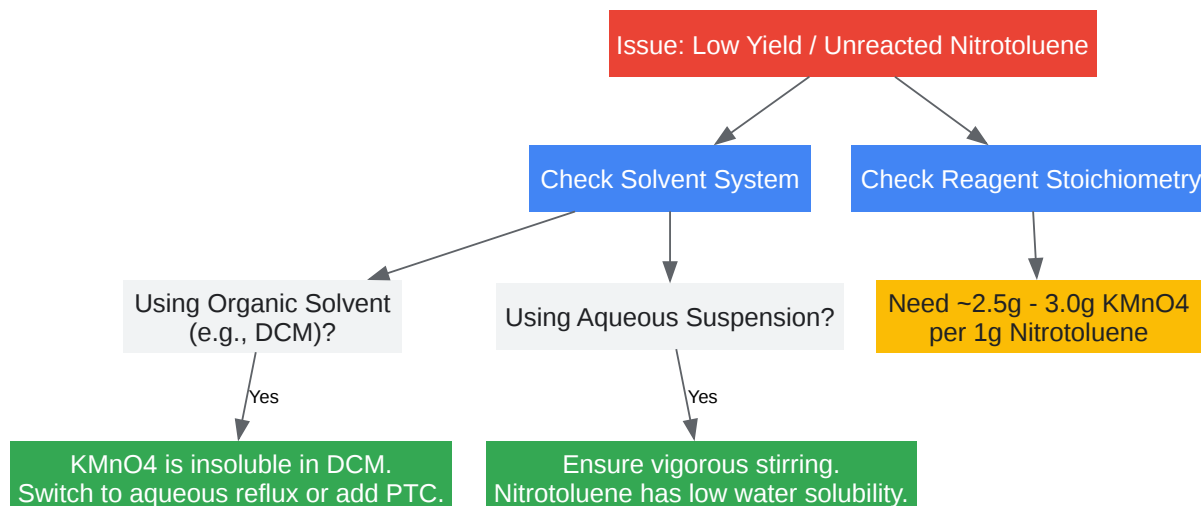 Issue: Low Yield / Unreacted Nitrotoluene
Check Solvent System
Check Reagent Stoichiometry
Using Organic Solvent
(e.g., DCM)?
Using Aqueous Suspension?
Need ~2.5g - 3.0g KMnO4
per 1g Nitrotoluene
Yes
Yes
KMnO4 is insoluble in DCM.
Switch to aqueous reflux or add PTC.
Ensure vigorous stirring.
Nitrotoluene has low water solubility.